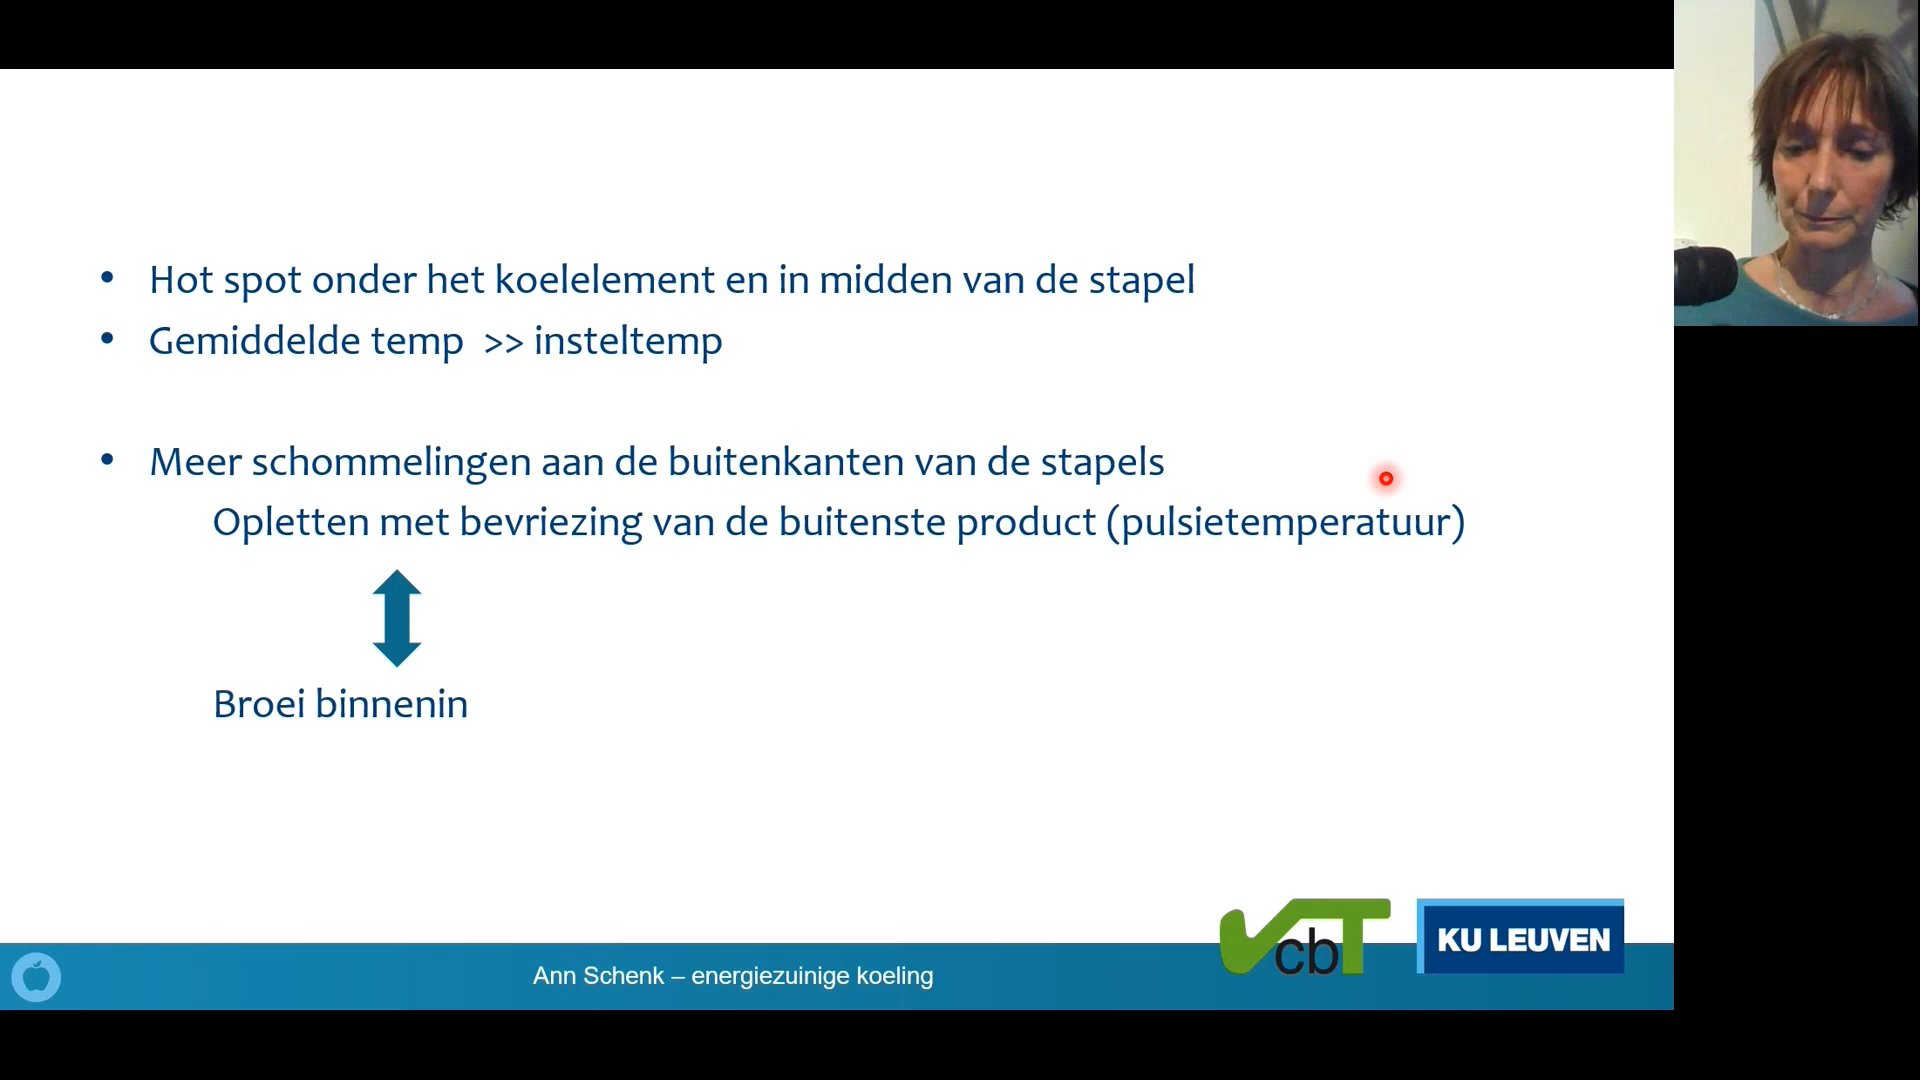 • Hot spot onder het koelelement en in midden van de stapel
• Gemiddelde temp >> insteltemp
• Meer schommelingen aan de buitenkanten van de stapels
Opletten met bevriezing van de buitenste product (pulsietemperatuur)
Broei binnenin
Vcbt
KU LEUVEN
Ann Schenk – energiezuinige koeling